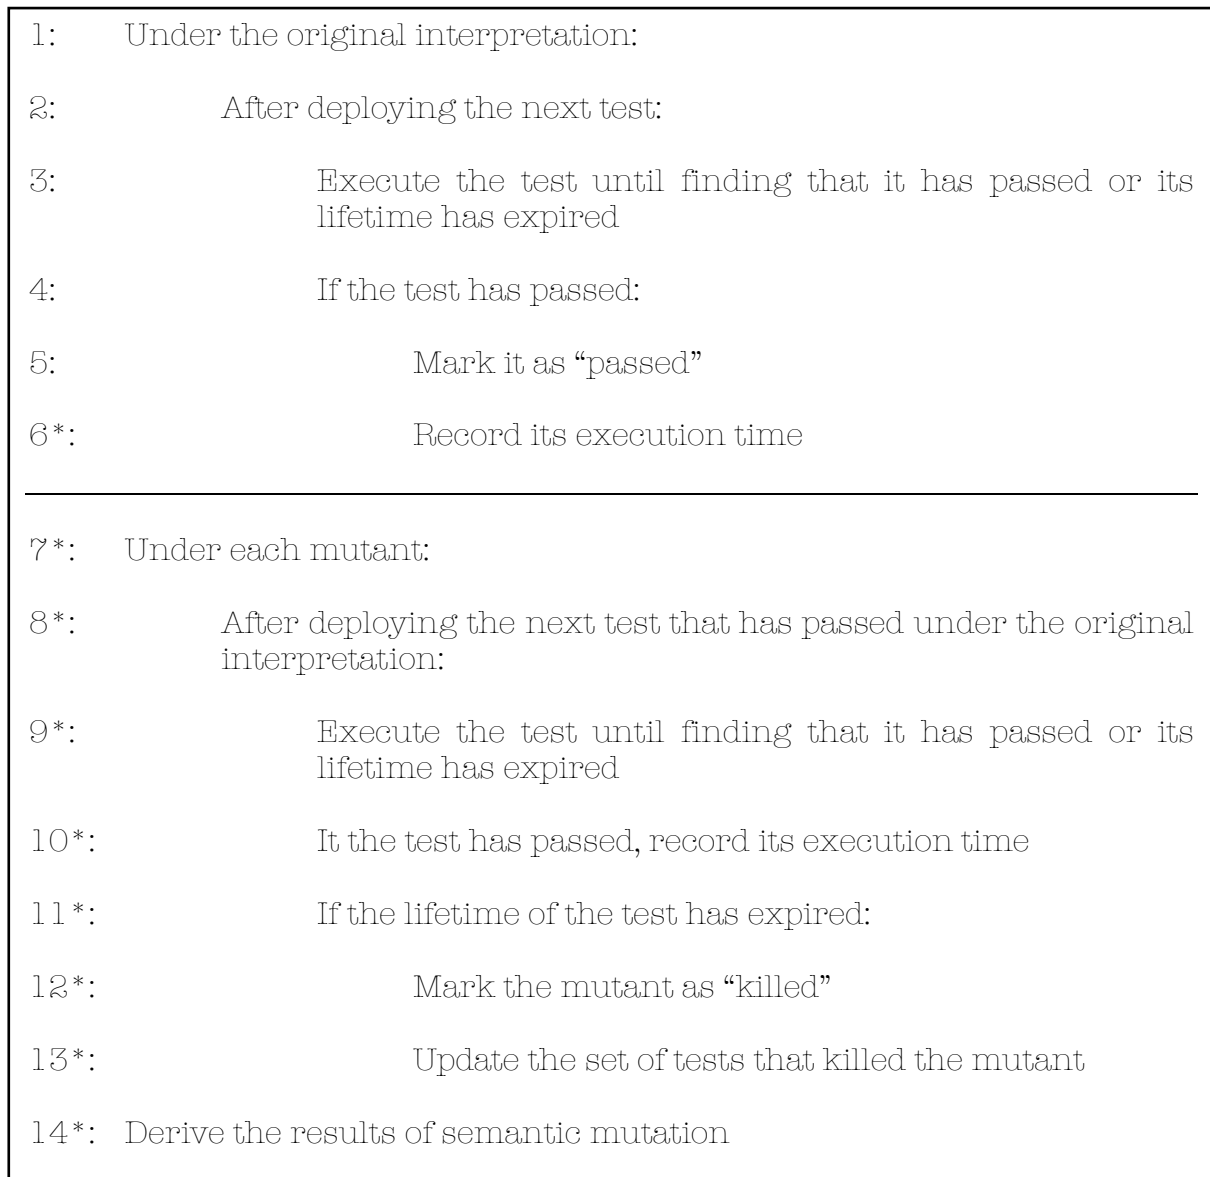 1: Under the original interpretation:
2: After deploying the next test:
3: Execute the test until finding that it has passed or its
lifetime has expired
4: If the test has passed:
5: Mark it as “passed”
6*: Record its execution time
7*: Under each mutant:
8*: After deploying the next test that has passed under the original
interpretation:
9*: Execute the test until finding that it has passed or its
lifetime has expired
10*: It the test has passed, record its execution time
11*: If the lifetime of the test has expired:
12*: Mark the mutant as “killed”
13*: Update the set of tests that killed the mutant
14*: Derive the results of semantic mutation